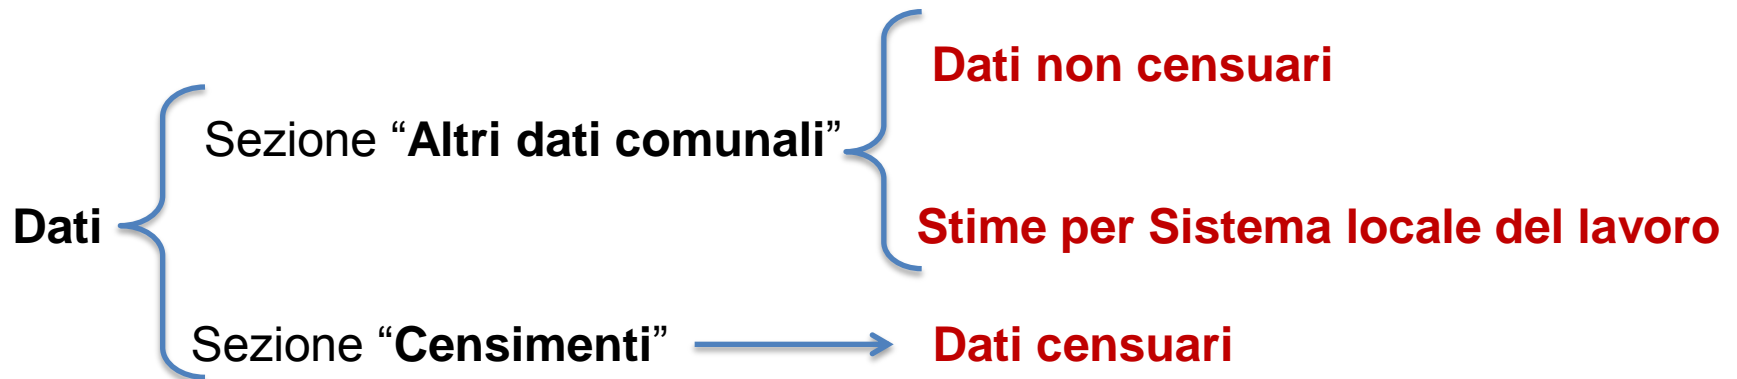 Dati non censuari
Sezione “Altri dati comunali”
Dati
Stime per Sistema locale del lavoro
Sezione “Censimenti”
Dati censuari